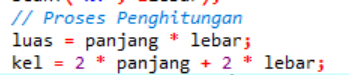 // Proses Penghitungan
luas = panjang * lebar;
kel = 2 * panjang + 2 * lebar;